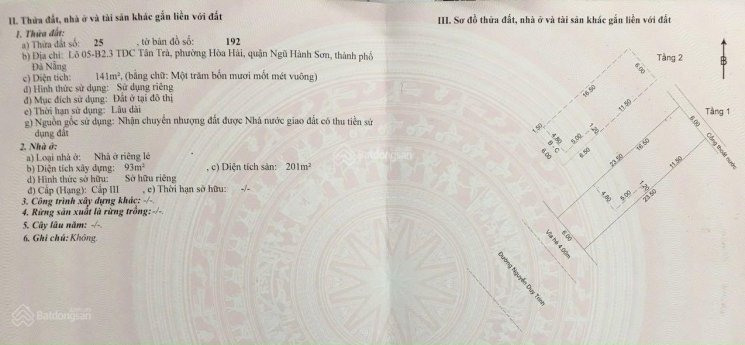 II. Thửa đất, nhà ở và tài sản khác gắn liền với đất
1. Thửa đất:
a) Thửa đất số: 25 , tờ bản đồ số: 192
b) Địa chỉ: Lô 05-B2.3 TĐC Tân Trà, phường Hòa Hải, quận Ngũ Hành Sơn, thành phố
Đà Nẵng
c) Diện tích: 141m², (bằng chữ: Một trăm bốn mươi mốt mét vuông)
d) Hình thức sử dụng: Sử dụng riêng
đ) Mục đích sử dụng: Đất ở tại đô thị
e) Thời hạn sử dụng: Lâu dài
g) Nguồn gốc sử dụng: Nhận chuyển nhượng đất được Nhà nước giao đất có thu tiền sử
dụng đất
2. Nhà ở:
a) Loại nhà ở: Nhà ở riêng lẻ
b) Diện tích xây dựng: 93m² , c) Diện tích sàn: 201m²
d) Hình thức sở hữu: Sở hữu riêng
đ) Cấp (Hạng): Cấp III , e) Thời hạn sở hữu: -/-
3. Công trình xây dựng khác: -/-
4. Rừng sản xuất là rừng trồng: -/-
5. Cây lâu năm: -/-
6. Ghi chú: Không.
III. Sơ đồ thửa đất, nhà ở và tài sản khác gắn liền với đất
Tầng 2
B
6.00
16.50
11.50
1.50
4.80
B - C
6.00
5.00
1.20
6.50
Tầng 1
6.00
Cống thoát nước
23.50
16.50
11.50
4.80
5.00
1.20
23.50
6.00
Vỉa hè 4.00m
Đường Nguyễn Duy Trinh
Batdongsan
Batdongsan